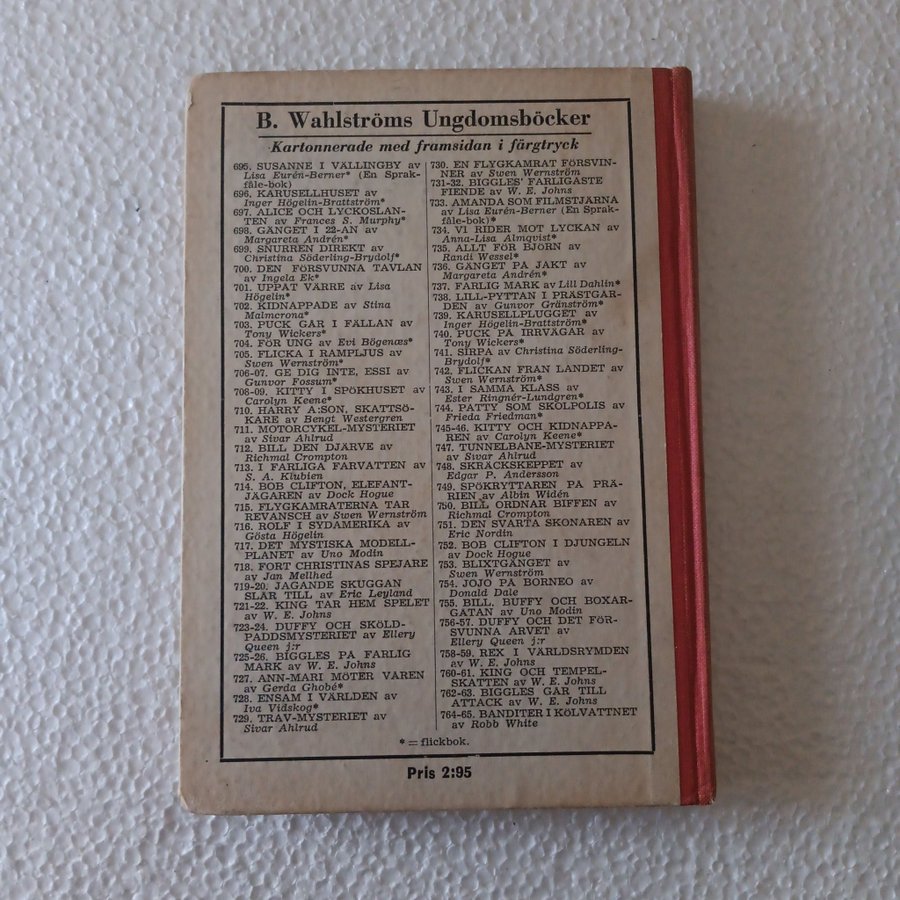 B. Wahlströms Ungdomsböcker
Kartonnerade med framsidan i färgtryck
695. SUSANNE I VÄLLINGBY av
Lisa Eurén-Berner* (En Sprak-
fåle-bok)
696. KARUSELLHUSET av
Inger Högelin-Brattström*
697. ALICE OCH LYCKOSLAN-
TEN av Frances S. Murphy*
698. GÄNGET I 22-AN av
Margareta Andrén*
699. SNURREN DIREKT av
Christina Söderling-Brydolf*
700. DEN FÖRSVUNNA TAVLAN
av Ingela Ek*
701. UPPÅT VÄRRE av Lisa
Högelin*
702. KIDNAPPADE av Stina
Malmcrona*
703. PUCK GÅR I FÄLLAN av
Tony Wickers*
704. FÖR UNG av Evi Bögenæs*
705. FLICKA I RAMPLJUS av
Swen Wernström*
706-07. GE DIG INTE, ESSI av
Gunvor Fossum*
708-09. KITTY I SPÖKHUSET av
Carolyn Keene*
710. HARRY A:SON, SKATTSÖ-
KARE av Bengt Westergren
711. MOTORCYKEL-MYSTERIET
av Sivar Ahlrud
712. BILL DEN DJÄRVE av
Richmal Crompton
713. I FARLIGA FARVATTEN av
S. A. Klubien
714. BOB CLIFTON, ELEFANT-
JÄGAREN av Dock Hogue
715. FLYGKAMRATERNA TAR
REVANSCH av Swen Wernström
716. ROLF I SYDAMERIKA av
Gösta Högelin
717. DET MYSTISKA MODELL-
PLANET av Uno Modin
718. FORT CHRISTINAS SPEJARE
av Jan Mellhed
719-20. JAGANDE SKUGGAN
SLÅR TILL av Eric Leyland
721-22. KING TAR HEM SPELET
av W. E. Johns
723-24. DUFFY OCH SKÖLD-
PADDSMYSTERIET av Ellery
Queen j:r
725-26. BIGGLES PÅ FARLIG
MARK av W. E. Johns
727. ANN-MARI MÖTER VÅREN
av Gerda Ghobé*
728. ENSAM I VÄRLDEN av
Iva Vidskog*
729. TRAV-MYSTERIET av
Sivar Ahlrud
730. EN FLYGKAMRAT FÖRSVIN-
NER av Swen Wernström
731-32. BIGGLES' FARLIGASTE
FIENDE av W. E. Johns
733. AMANDA SOM FILMSTJÄRNA
av Lisa Eurén-Berner (En Sprak-
fåle-bok)*
734. VI RIDER MOT LYCKAN av
Anna-Lisa Almqvist*
735. ALLT FÖR BJÖRN av
Randi Wessel*
736. GÄNGET PÅ JAKT av
Margareta Andrén*
737. FARLIG MARK av Lill Dahlin*
738. LILL-PYTTAN I PRÄSTGÅR-
DEN av Gunvor Gränström*
739. KARUSELLPLUGGET av
Inger Högelin-Brattström*
740. PUCK PÅ IRRVÄGAR av
Tony Wickers*
741. SIRPA av Christina Söderling-
Brydolf*
742. FLICKAN FRÅN LANDET av
Swen Wernström*
743. I SAMMA KLASS av
Ester Ringnér-Lundgren*
744. PATTY SOM SKOLPOLIS av
Frieda Friedman*
745-46. KITTY OCH KIDNAPPA-
REN av Carolyn Keene*
747. TUNNELBANE-MYSTERIET
av Sivar Ahlrud
748. SKRÄCKSKEPPET av
Edgar P. Andersson
749. SPÖKRYTTAREN PÅ PRÄ-
RIEN av Albin Widén
750. BILL ORDNAR BIFFEN av
Richmal Crompton
751. DEN SVARTA SKONAREN av
Eric Nordin
752. BOB CLIFTON I DJUNGELN
av Dock Hogue
753. BLIXTGÄNGET av
Swen Wernström
754. JOJO PÅ BORNEO av
Donald Dale
755. BILL, BUFFY OCH BOXAR-
GÅTAN av Uno Modin
756-57. DUFFY OCH DET FÖR-
SVUNNA ARVET av
Ellery Queen j:r
758-59. REX I VÄRLDSRYMDEN
av W. E. Johns
760-61. KING OCH TEMPEL-
SKATTEN av W. E. Johns
762-63. BIGGLES GÅR TILL
ATTACK av W. E. Johns
764-65. BANDITER I KÖLVATTNET
av Robb White
* = flickbok.
Pris 2:95